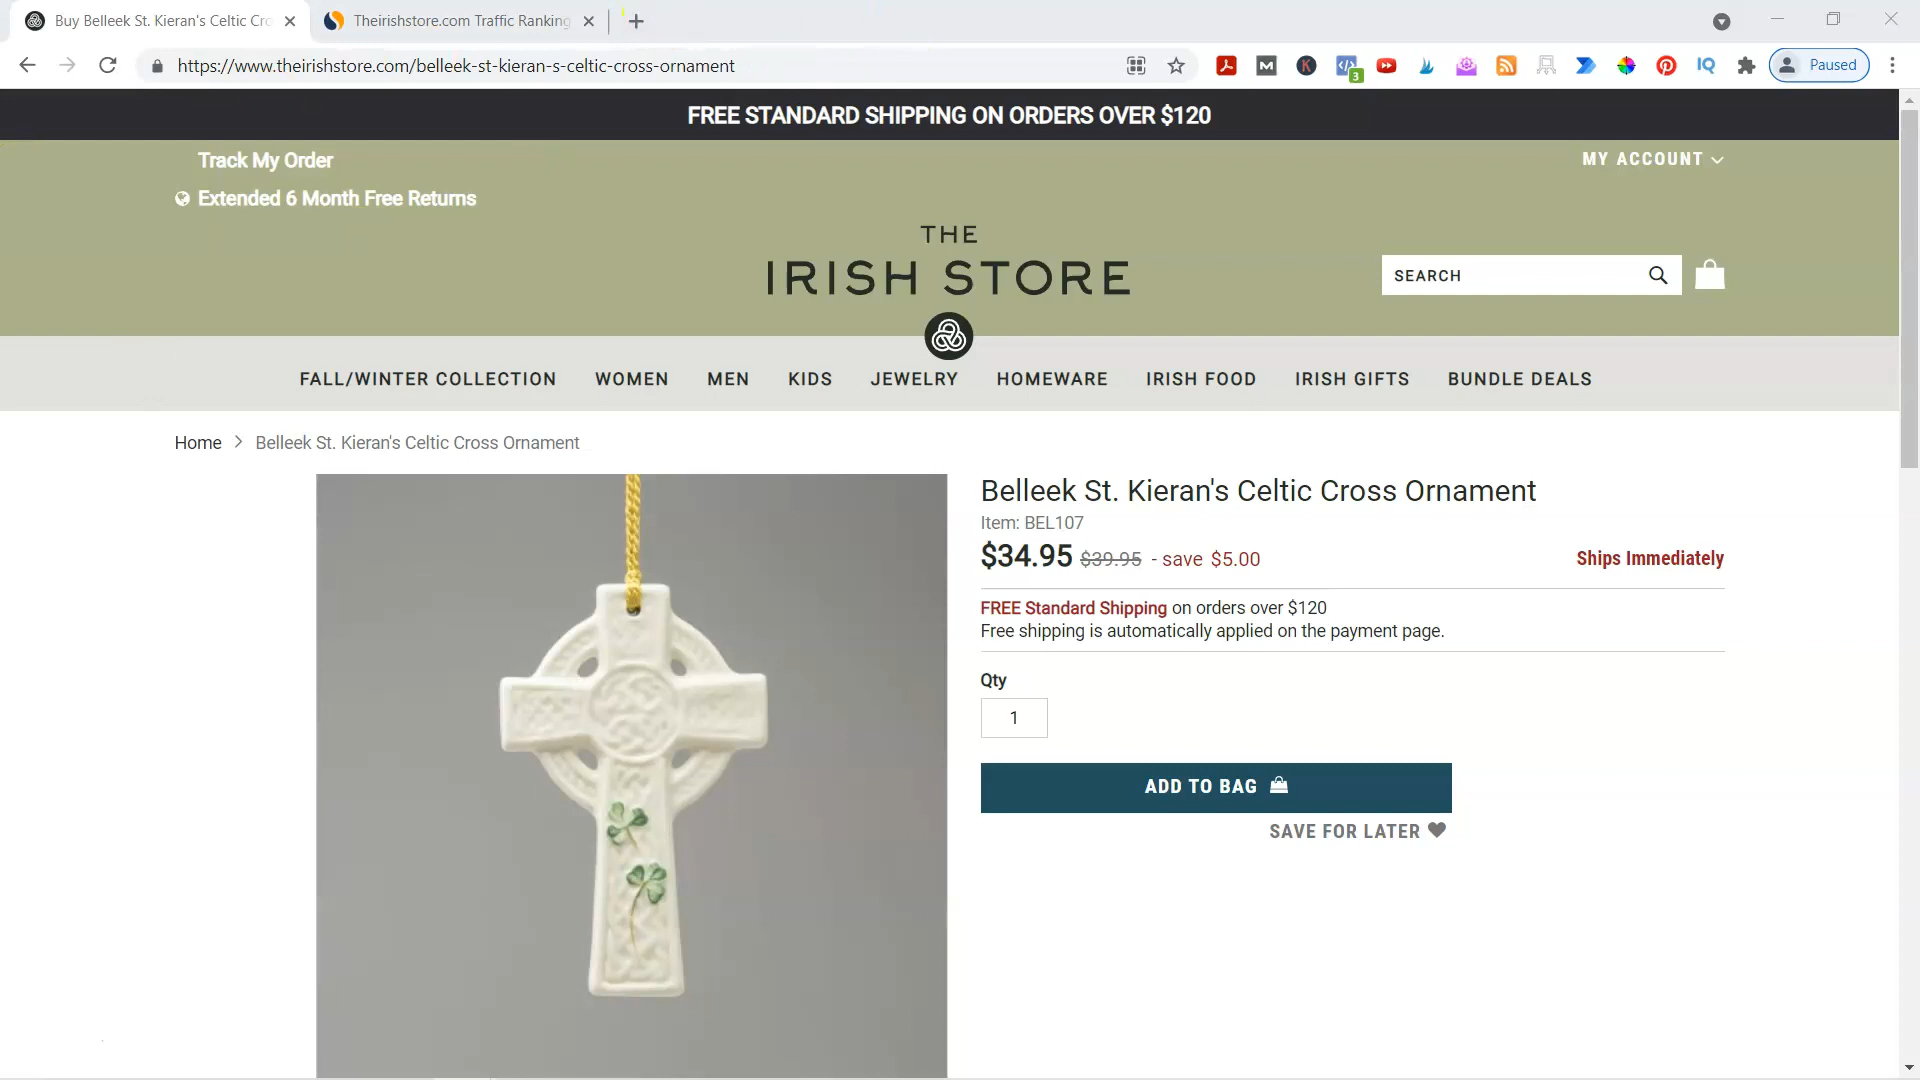 Buy Belleek St. Kieran's Celtic Cro
Theirishstore.com Traffic Ranking
https://www.theirishstore.com/belleek-st-kieran-s-celtic-cross-ornament
3
IQ
Paused
FREE STANDARD SHIPPING ON ORDERS OVER $120
Track My Order
MY ACCOUNT
Extended 6 Month Free Returns
THE
IRISH STORE
SEARCH
FALL/WINTER COLLECTION WOMEN MEN KIDS JEWELRY HOMEWARE IRISH FOOD IRISH GIFTS BUNDLE DEALS
Home > Belleek St. Kieran's Celtic Cross Ornament
Belleek St. Kieran's Celtic Cross Ornament
Item: BEL107
$34.95 $39.95 - save $5.00 Ships Immediately
FREE Standard Shipping on orders over $120
Free shipping is automatically applied on the payment page.
Qty
1
ADD TO BAG
SAVE FOR LATER